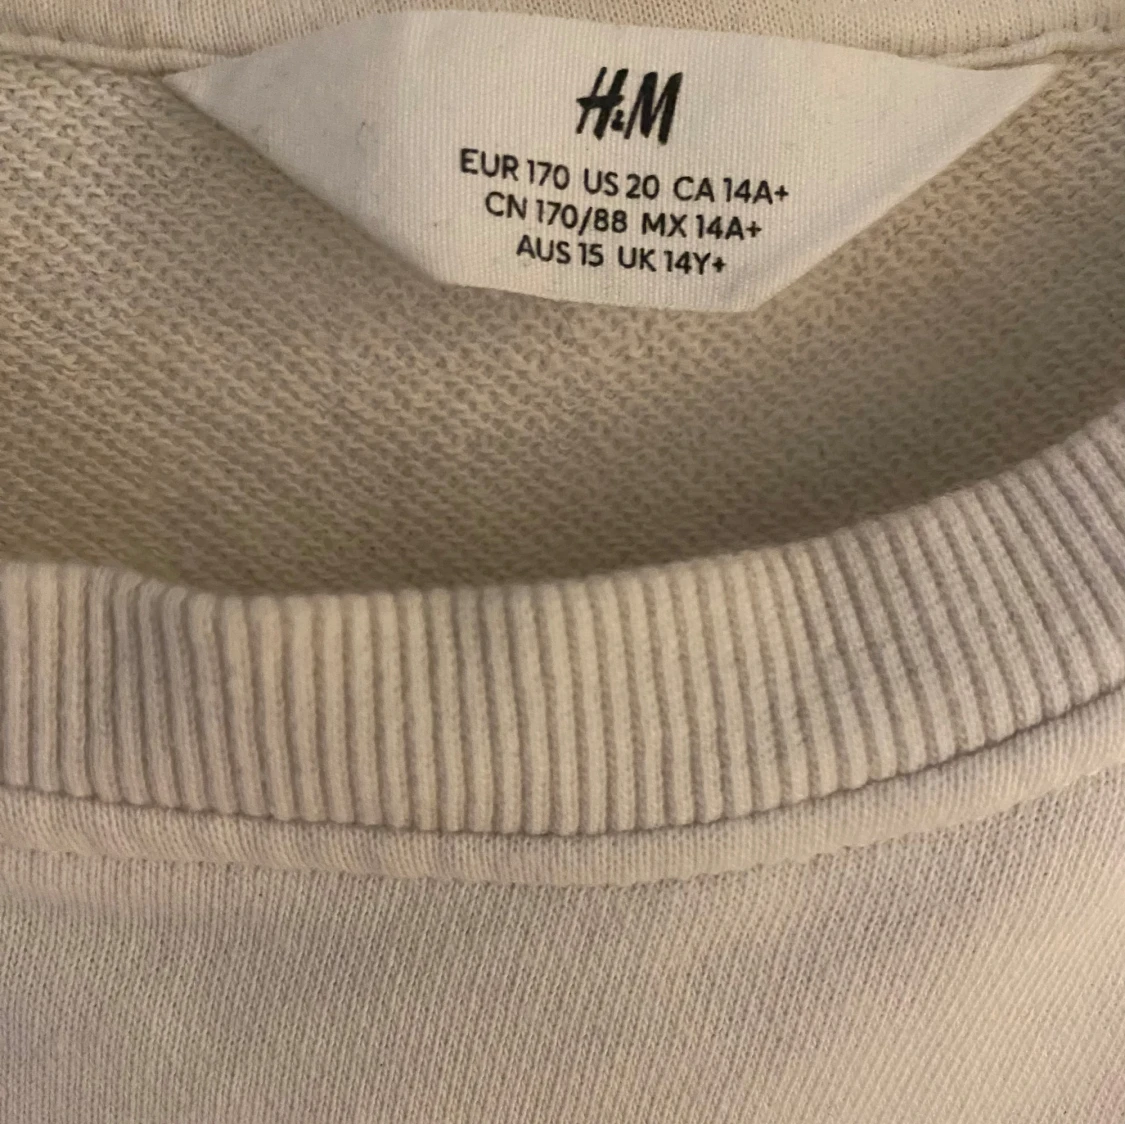 H&M
EUR 170 US 20 CA 14A+
CN 170/88 MX 14A+
AUS 15 UK 14Y+